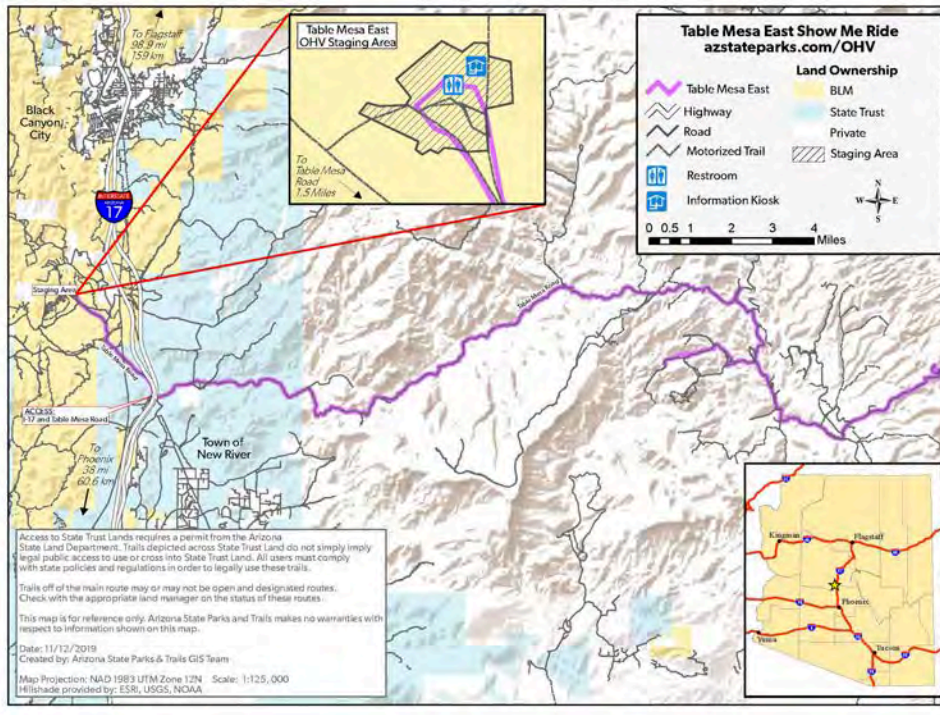 To Flagstaff
98.9 mi
159 km
Black
Canyon
City
INTERSTATE
17
Table Mesa East
OHV Staging Area
To
Table Mesa
Road
1.5 Miles
Table Mesa East Show Me Ride
azstateparks.com/OHV
Land Ownership
Table Mesa East
Highway
Road
Motorized Trail
Restroom
Information Kiosk
BLM
State Trust
Private
Staging Area
N
W E
S
0 0.5 1 2 3 4
Miles
Staging Area
Table Mesa Road
Table Mesa Road
ACCESS:
I-17 and Table Mesa Road
To
Phoenix
38 mi
60.6 km
Town of
New River
Access to State Trust Lands requires a permit from the Arizona
State Land Department. Trails depicted across State Trust Land do not simply imply
legal public access to use or cross into State Trust Land. All users must comply
with state policies and regulations in order to legally use these trails.
Trails off of the main route may or may not be open and designated routes.
Check with the appropriate land manager on the status of these routes.
This map is for reference only. Arizona State Parks and Trails makes no warranties with
respect to information shown on this map.
Date: 11/12/2019
Created by: Arizona State Parks & Trails GIS Team
Map Projection: NAD 1983 UTM Zone 12N Scale: 1:125,000
Hillshade provided by: ESRI, USGS, NOAA
Kingman
Flagstaff
Phoenix
Yuma
Tucson